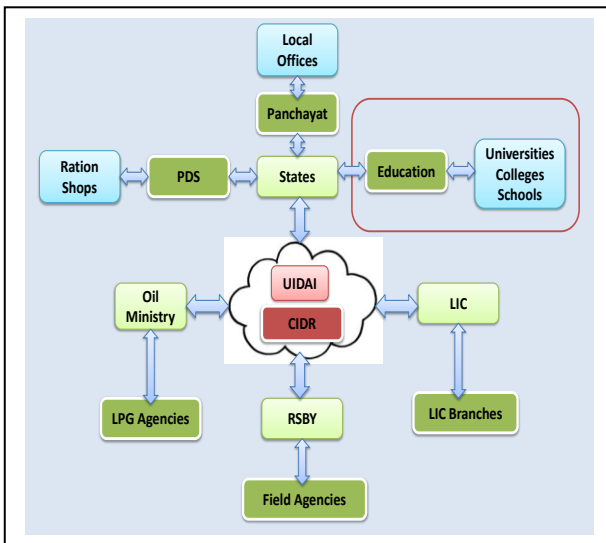 Local
Offices
Panchayat
Ration
Shops
PDS
States
Education
Universities
Colleges
Schools
UIDAI
CIDR
Oil
Ministry
LIC
LPG Agencies
RSBY
LIC Branches
Field Agencies